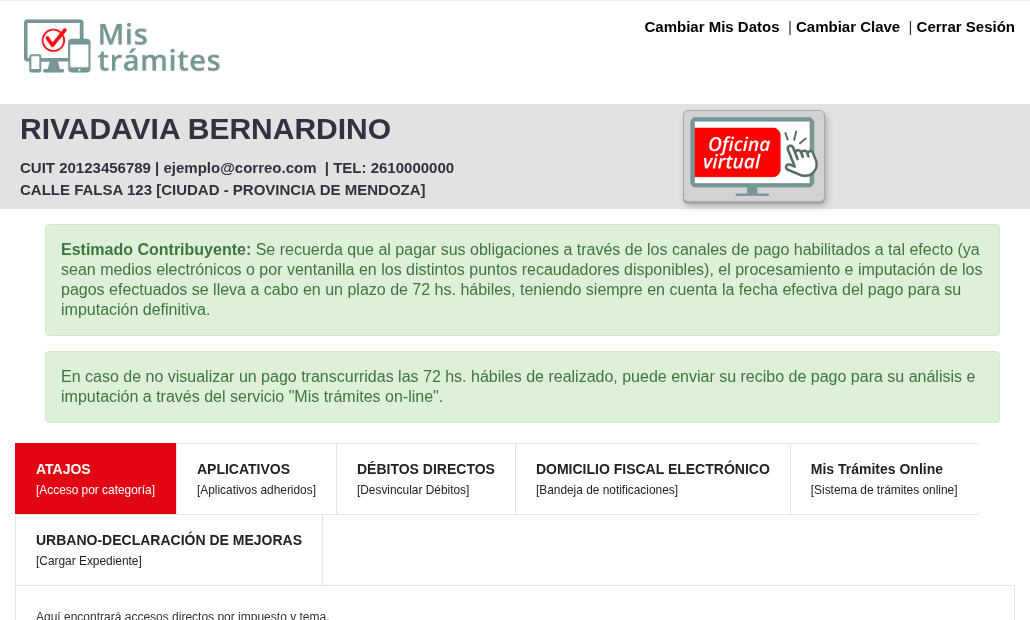 Mis
trámites
Cambiar Mis Datos | Cambiar Clave | Cerrar Sesión
RIVADAVIA BERNARDINO
CUIT 20123456789 | ejemplo@correo.com | TEL: 2610000000
CALLE FALSA 123 [CIUDAD - PROVINCIA DE MENDOZA]
Oficina
virtual
Estimado Contribuyente: Se recuerda que al pagar sus obligaciones a través de los canales de pago habilitados a tal efecto (ya
sean medios electrónicos o por ventanilla en los distintos puntos recaudadores disponibles), el procesamiento e imputación de los
pagos efectuados se lleva a cabo en un plazo de 72 hs. hábiles, teniendo siempre en cuenta la fecha efectiva del pago para su
imputación definitiva.
En caso de no visualizar un pago transcurridas las 72 hs. hábiles de realizado, puede enviar su recibo de pago para su análisis e
imputación a través del servicio "Mis trámites on-line".
ATAJOS
[Acceso por categoría]
APLICATIVOS
[Aplicativos adheridos]
DÉBITOS DIRECTOS
[Desvincular Débitos]
DOMICILIO FISCAL ELECTRÓNICO
[Bandeja de notificaciones]
Mis Trámites Online
[Sistema de trámites online]
URBANO-DECLARACIÓN DE MEJORAS
[Cargar Expediente]
Aquí encontrará accesos directos por impuesto y tema.